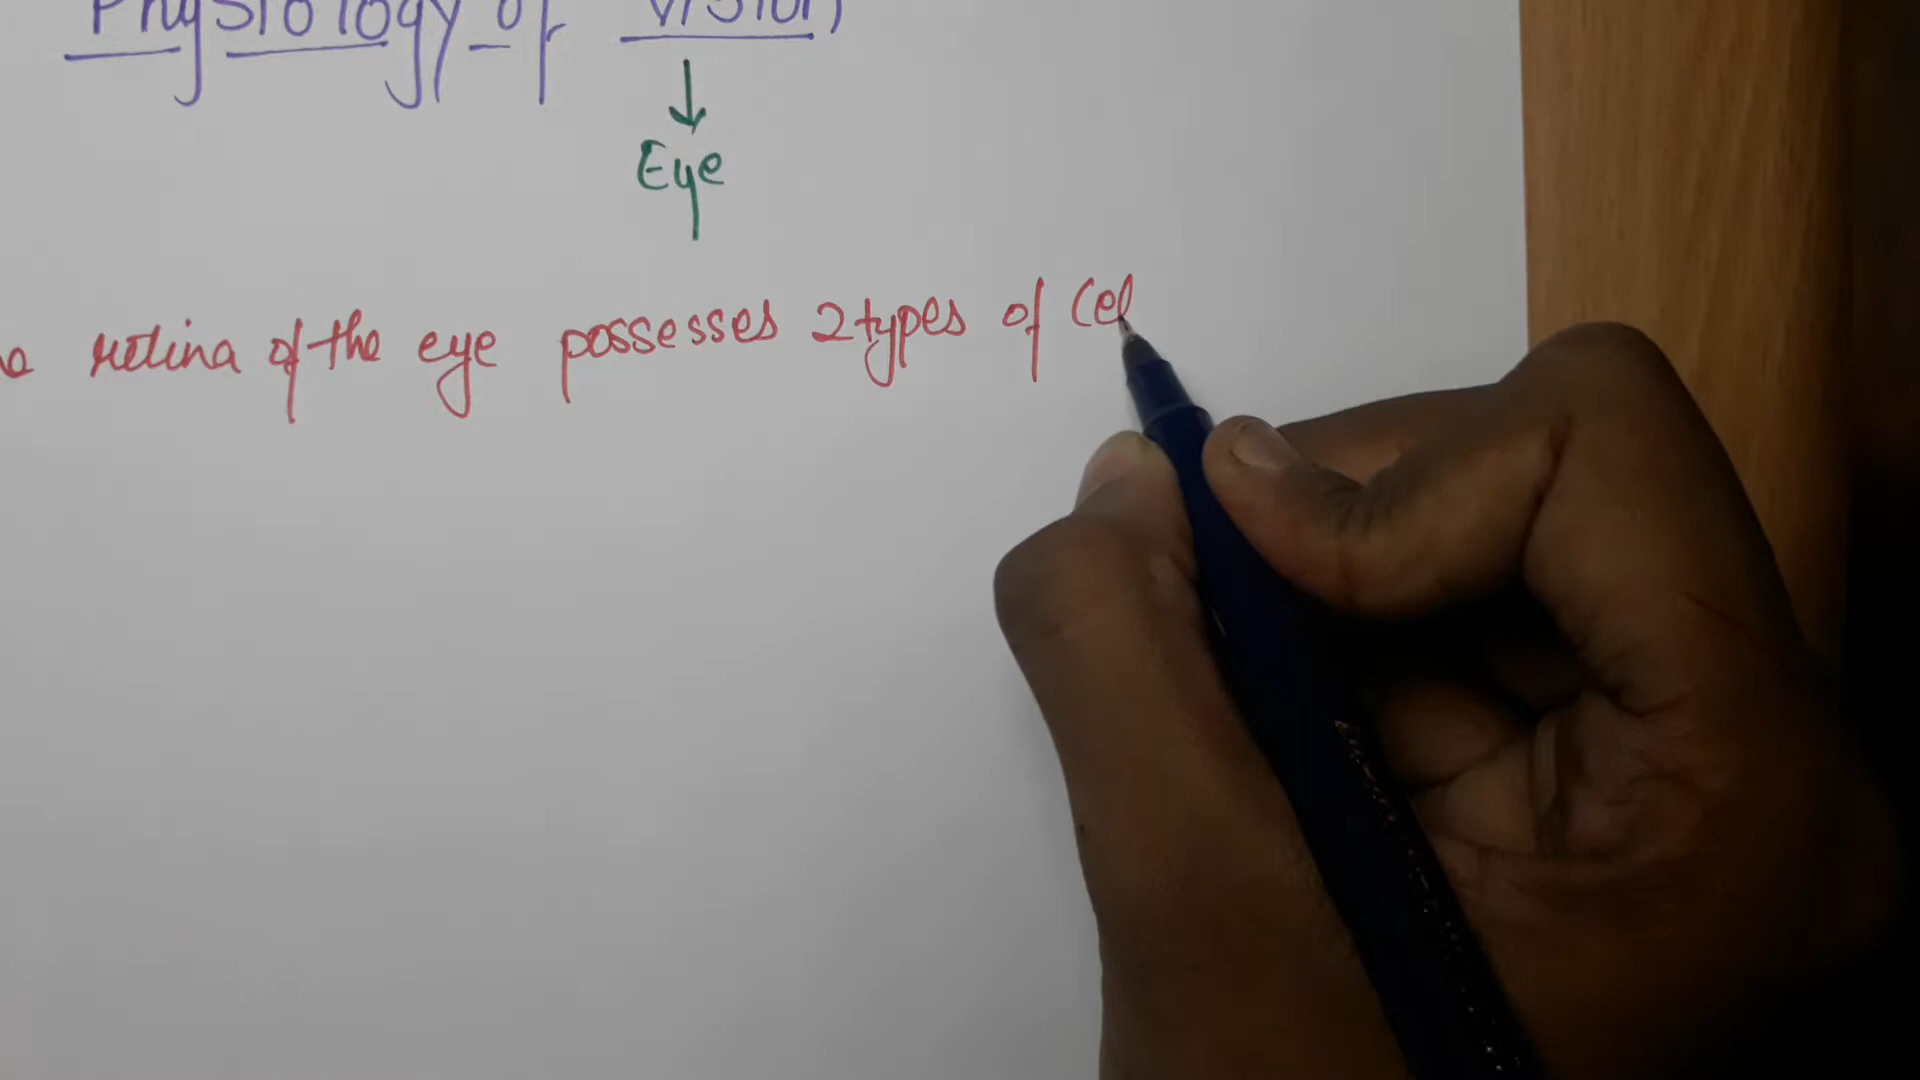 Physiology of vision
Eye
retina of the eye possesses 2 types of Cel